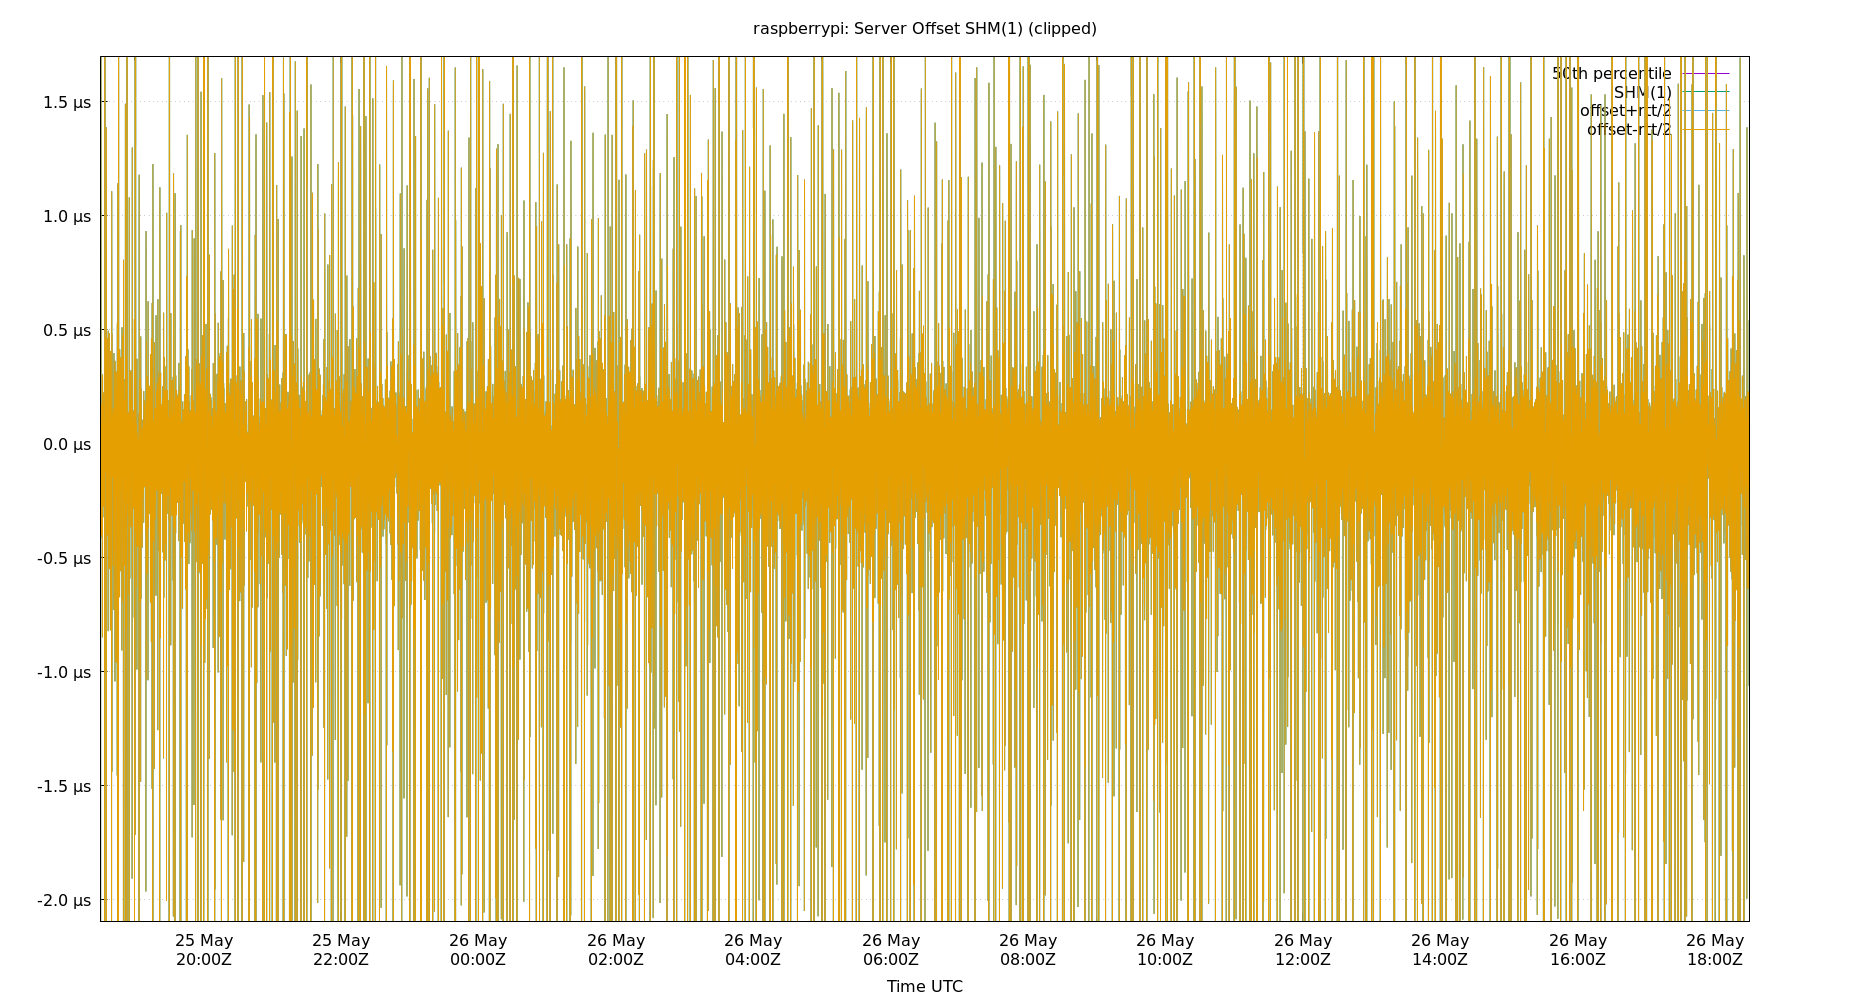 raspberrypi: Server Offset SHM(1) (clipped)
50th percentile
SHM(1)
offset+rtt/2
offset-rtt/2
1.5 µs
1.0 µs
0.5 µs
0.0 µs
-0.5 µs
-1.0 µs
-1.5 µs
-2.0 µs
25 May 25 May 26 May 26 May 26 May 26 May 26 May 26 May 26 May 26 May 26 May 26 May
20:00Z 22:00Z 00:00Z 02:00Z 04:00Z 06:00Z 08:00Z 10:00Z 12:00Z 14:00Z 16:00Z 18:00Z
Time UTC